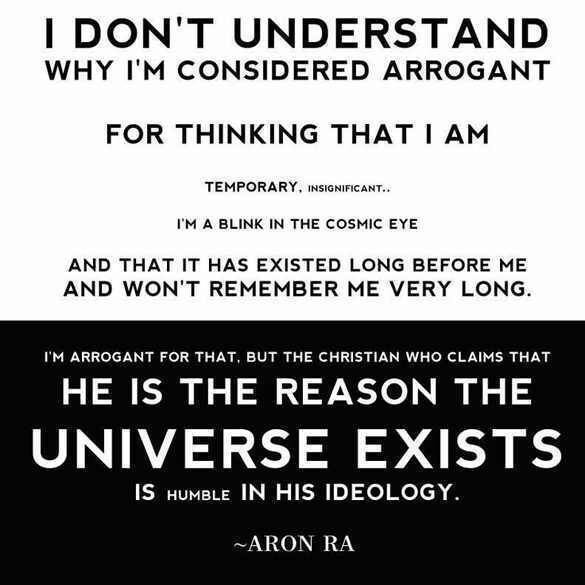 I DON'T UNDERSTAND
WHY I'M CONSIDERED ARROGANT
FOR THINKING THAT I AM
TEMPORARY, INSIGNIFICANT..
I'M A BLINK IN THE COSMIC EYE
AND THAT IT HAS EXISTED LONG BEFORE ME
AND WON'T REMEMBER ME VERY LONG.
I'M ARROGANT FOR THAT, BUT THE CHRISTIAN WHO CLAIMS THAT
HE IS THE REASON THE
UNIVERSE EXISTS
IS HUMBLE IN HIS IDEOLOGY.
~ARON RA